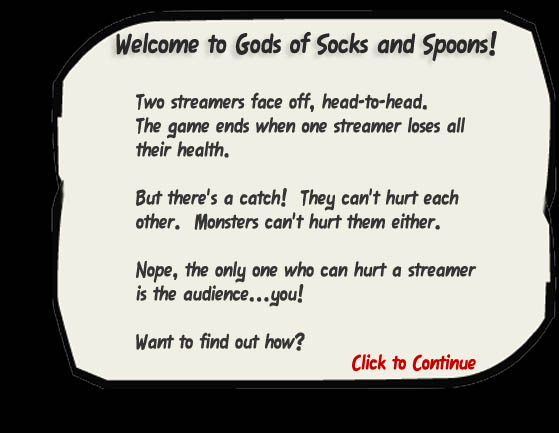 Welcome to Gods of Socks and Spoons!
Two streamers face off, head-to-head.
The game ends when one streamer loses all
their health.
But there's a catch! They can't hurt each
other. Monsters can't hurt them either.
Nope, the only one who can hurt a streamer
is the audience...you!
Want to find out how?
Click to Continue